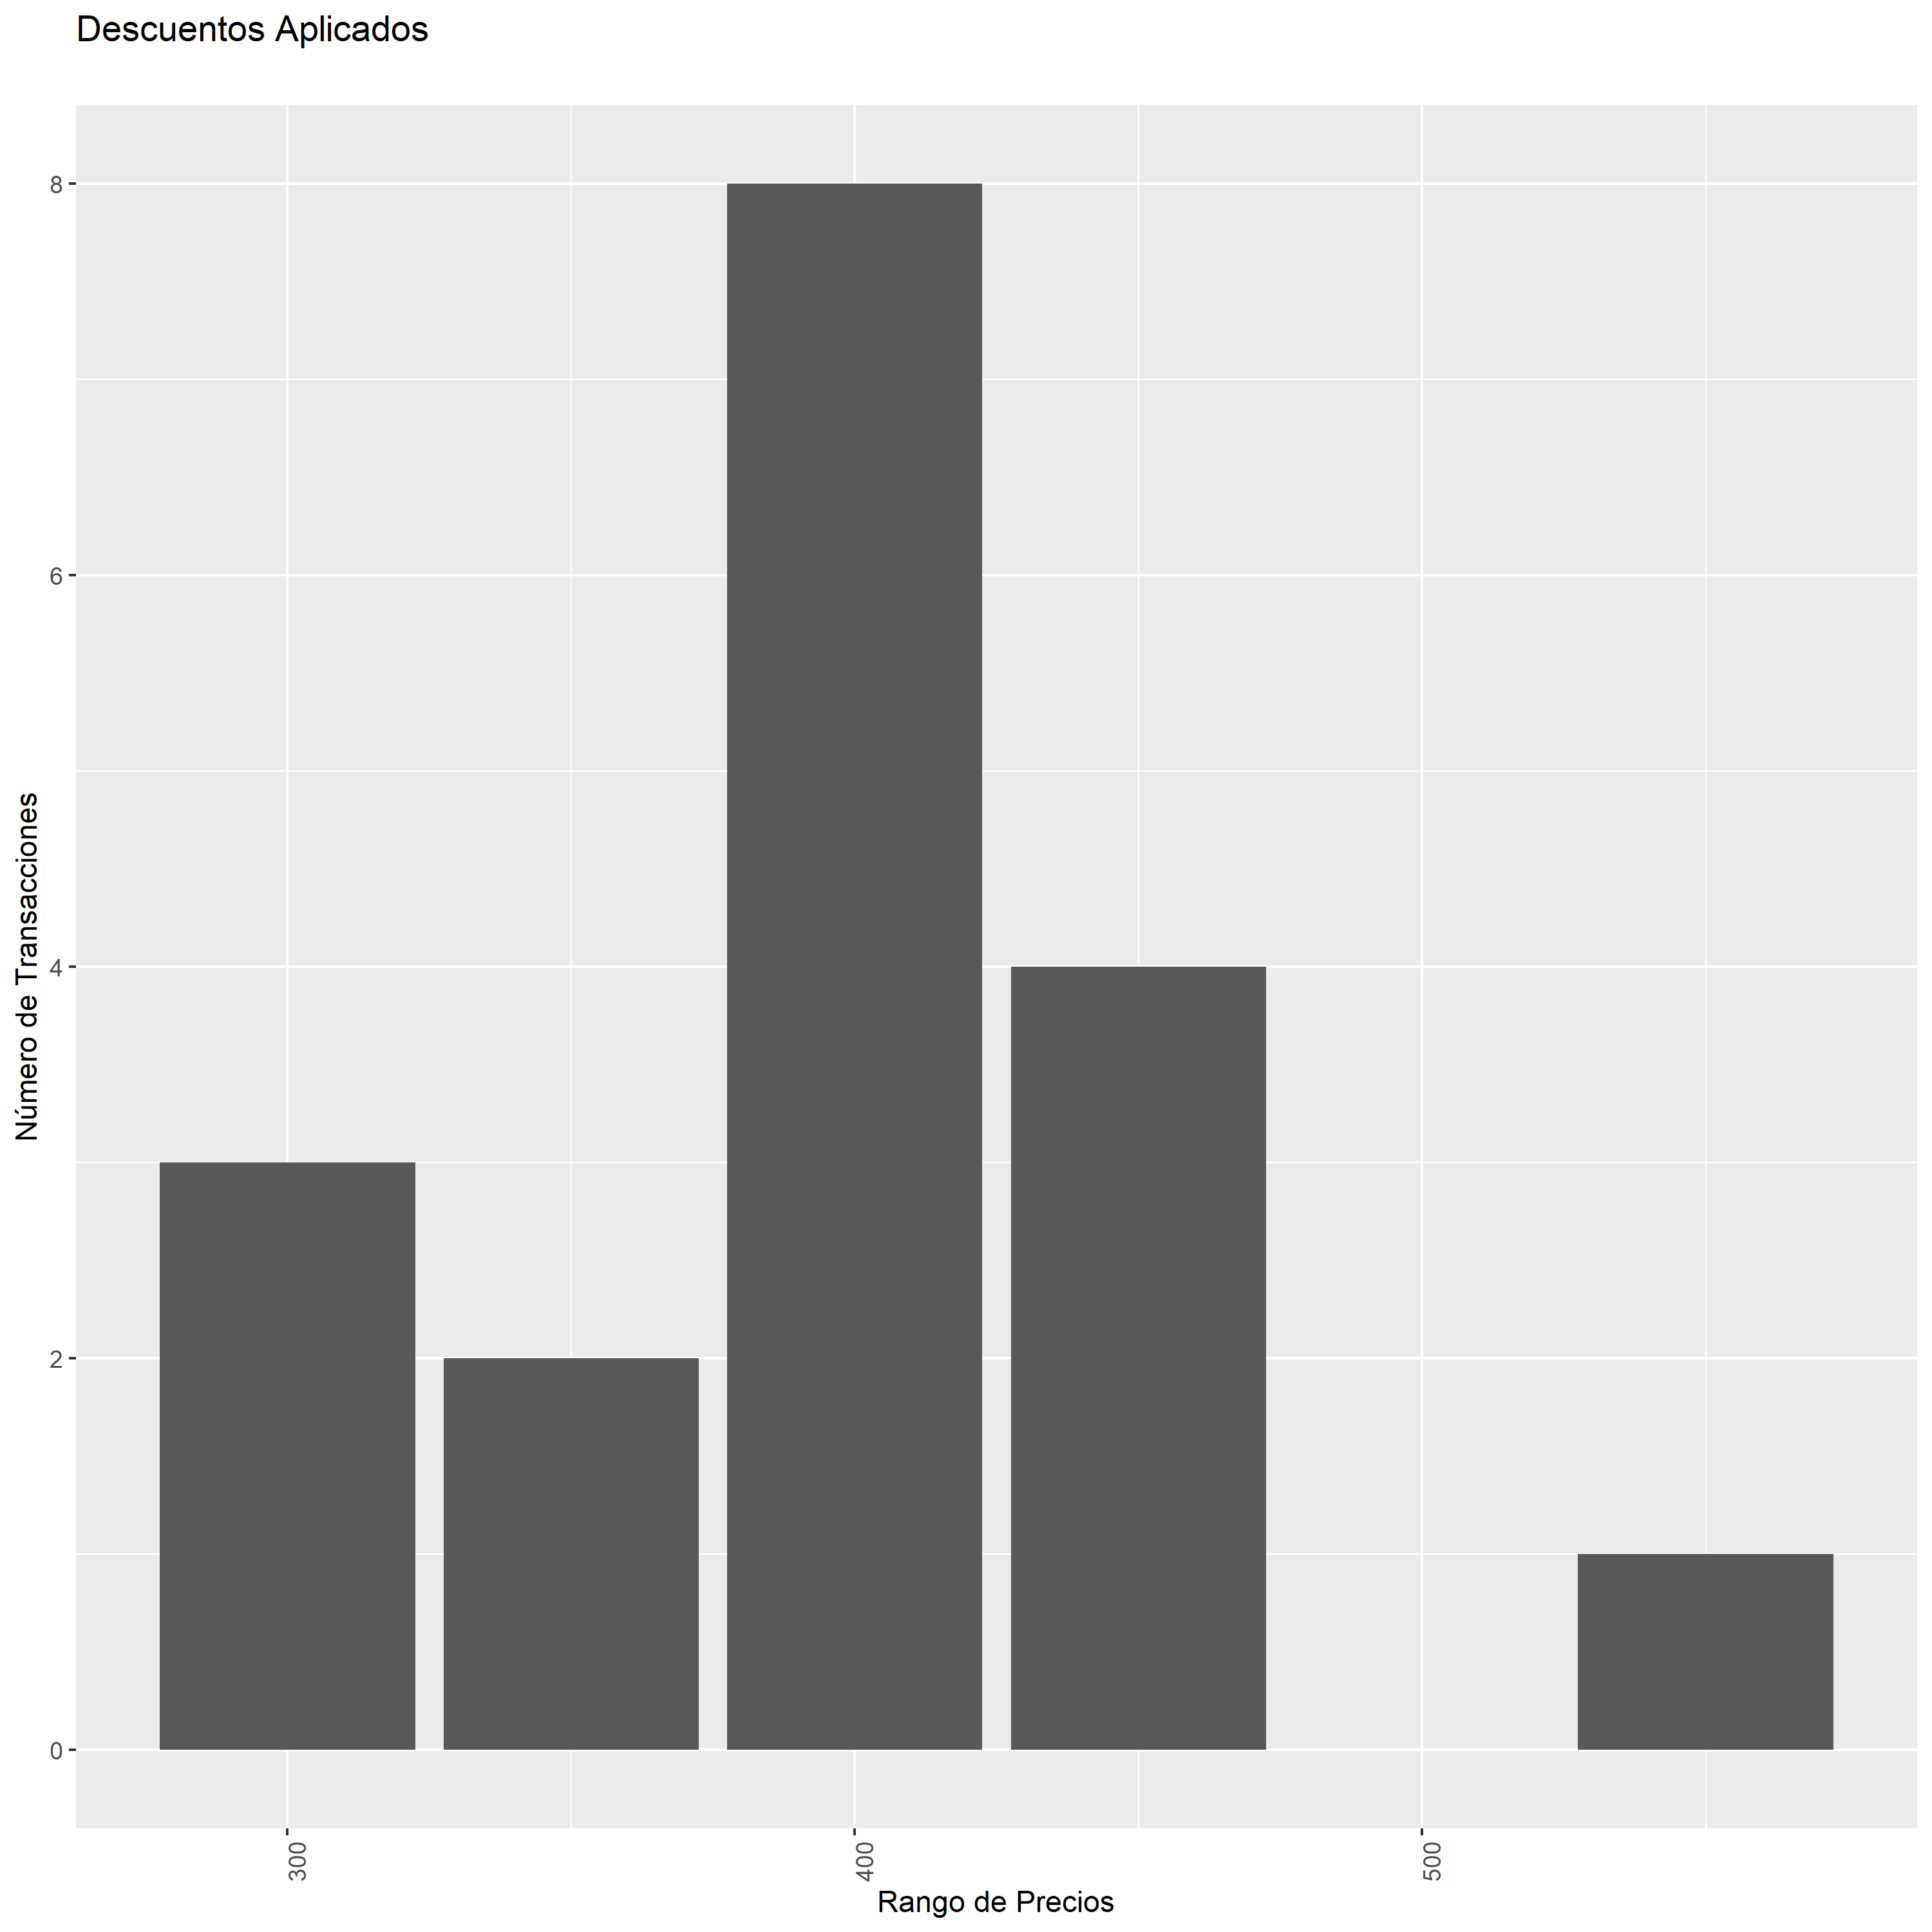 Descuentos Aplicados
Número de Transacciones
8
6
4
2
0
300
400
500
Rango de Precios